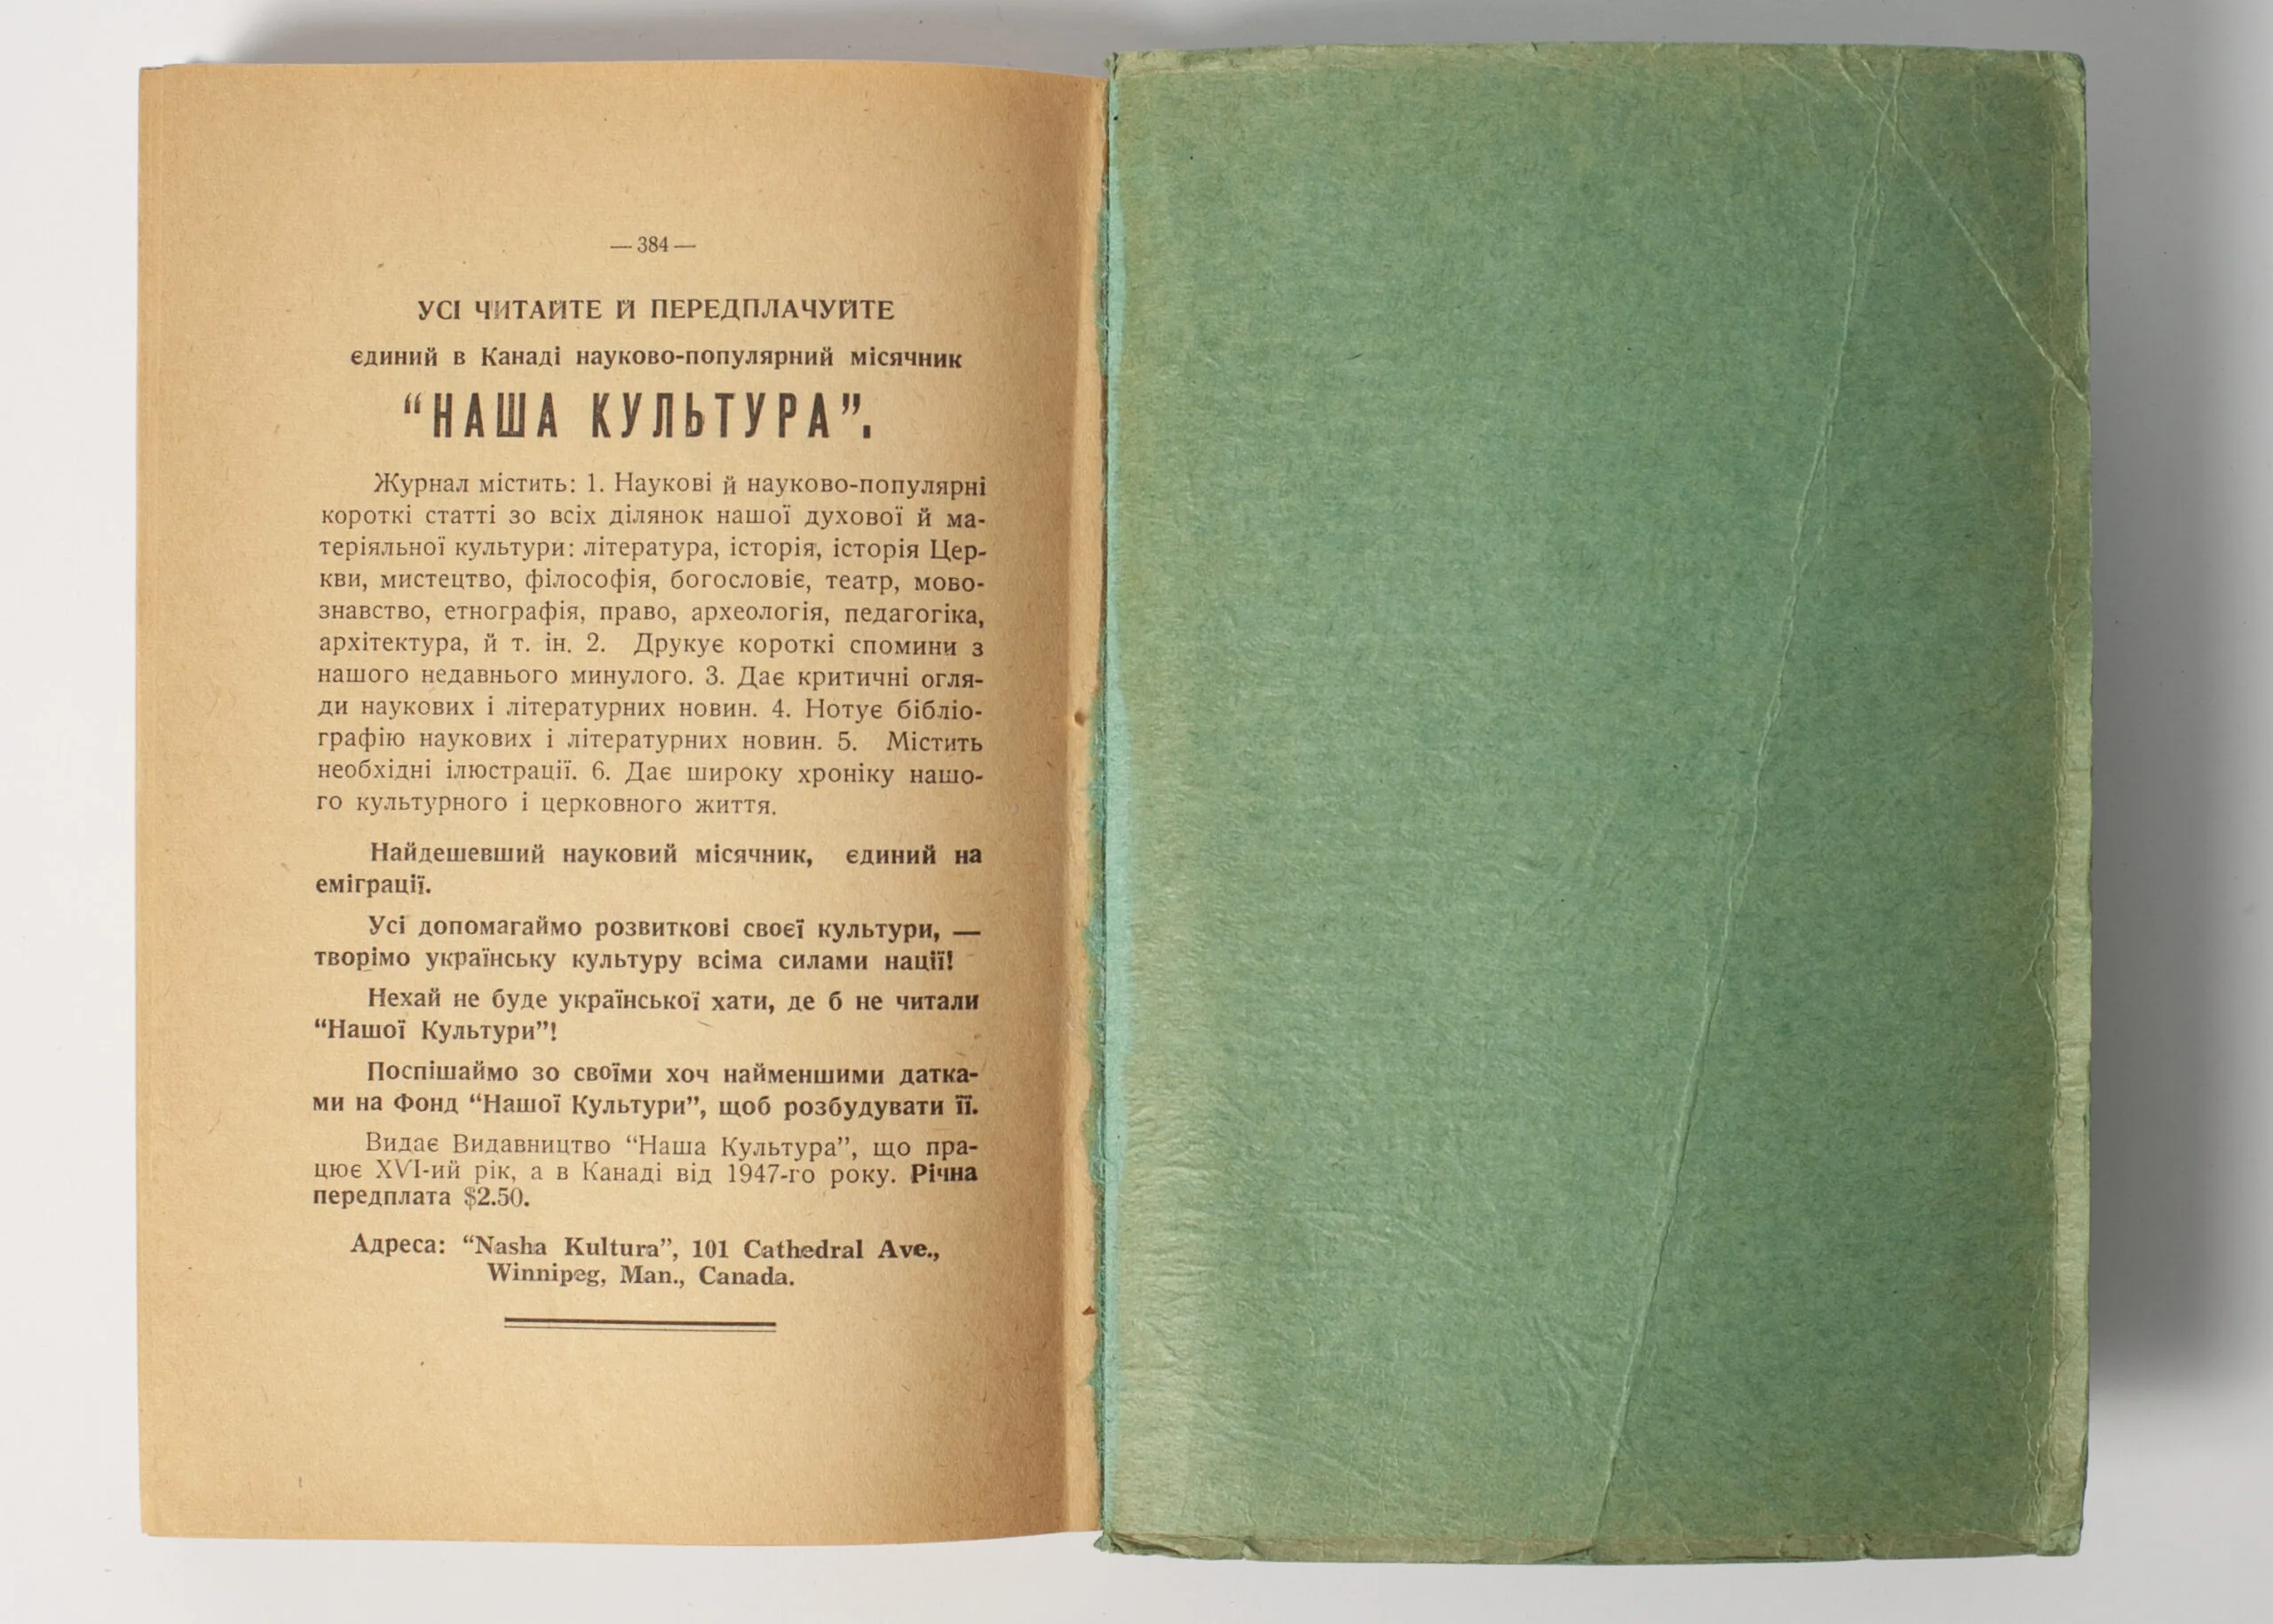 — 384 —
УСІ ЧИТАЙТЕ Й ПЕРЕДПЛАЧУЙТЕ
єдиний в Канаді науково-популярний місячник
“НАША КУЛЬТУРА”.
Журнал містить: 1. Наукові й науково-популярні
короткі статті зо всіх ділянок нашої духової й ма-
теріяльної культури: література, історія, історія Цер-
кви, мистецтво, філософія, богословіє, театр, мово-
знавство, етнографія, право, археологія, педагогіка,
архітектура, й т. ін. 2. Друкує короткі спомини з
нашого недавнього минулого. 3. Дає критичні огля-
ди наукових і літературних новин. 4. Нотує бібліо-
графію наукових і літературних новин. 5. Містить
необхідні ілюстрації. 6. Дає широку хроніку нашо-
го культурного і церковного життя.
Найдешевший науковий місячник, єдиний на
еміграції.
Усі допомагаймо розвиткові своєї культури, —
творімо українську культуру всіма силами нації!
Нехай не буде української хати, де б не читали
“Нашої Культури”!
Поспішаймо зо своїми хоч найменшими датка-
ми на Фонд “Нашої Культури”, щоб розбудувати її.
Видає Видавництво “Наша Культура”, що пра-
цює XVI-ий рік, а в Канаді від 1947-го року. Річна
передплата $2.50.
Адреса: “Nasha Kultura”, 101 Cathedral Ave.,
Winnipeg, Man., Canada.